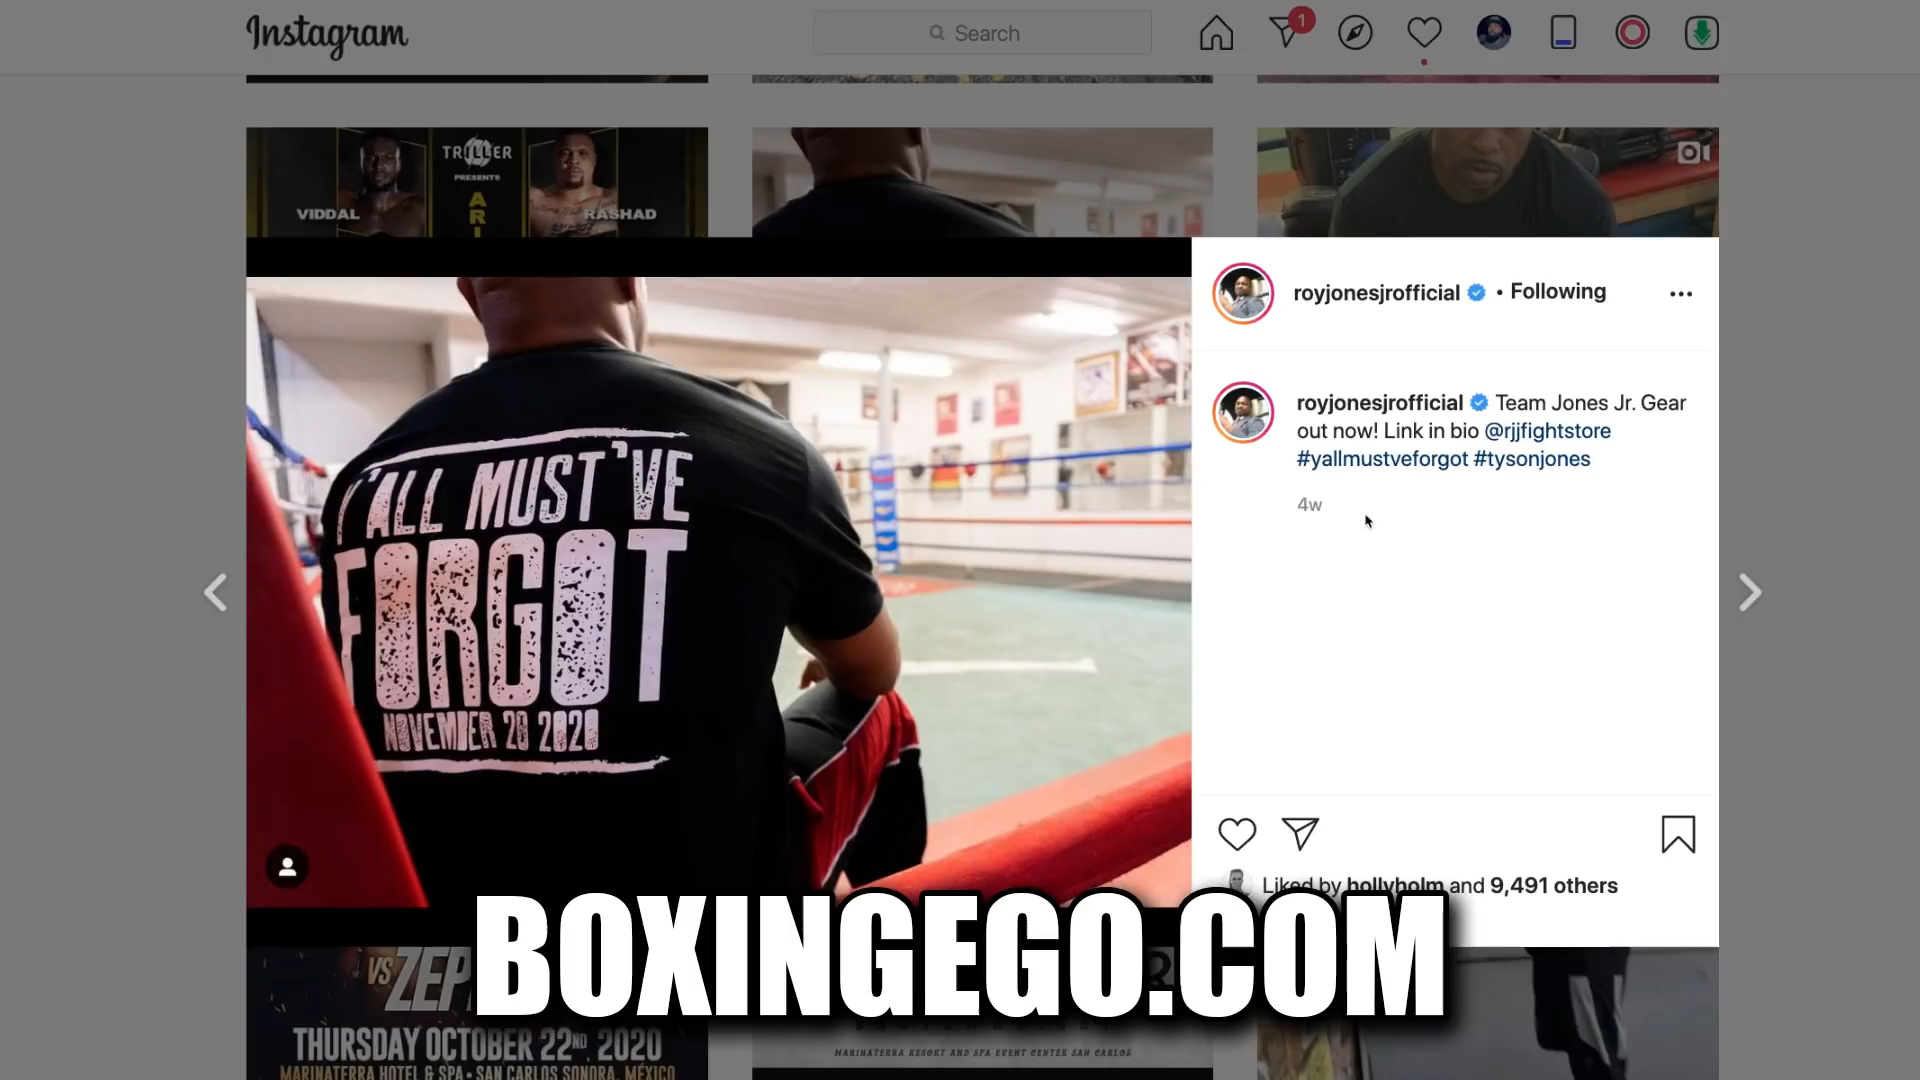 Instagram
Search
1
TRILLER
PRESENTS
VIDDAL
RASHAD
royjonesjrofficial • Following
royjonesjrofficial Team Jones Jr. Gear
out now! Link in bio @rjjfightstore
#yallmustveforgot #tysonjones
4w
Y'ALL MUST'VE
FORGOT
NOVEMBER 20 2020
Liked by hollyholm and 9,491 others
BOXINGEGO.COM
VS ZEP
THURSDAY OCTOBER 22ND, 2020
MARINATERRA HOTEL & SPA • SAN CARLOS SONORA, MÉXICO
MARINATERRA RESORT AND SPA EVENT CENTER SAN CARLOS